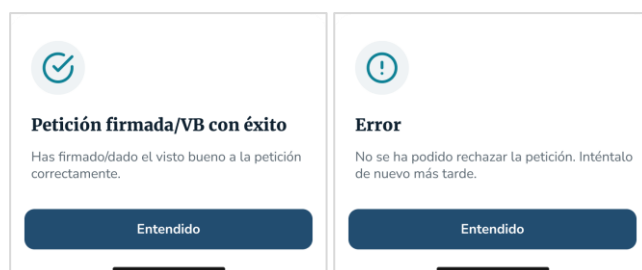 Petición firmada/VB con éxito
Has firmado/dado el visto bueno a la petición
correctamente.
Entendido
Error
No se ha podido rechazar la petición. Inténtalo
de nuevo más tarde.
Entendido